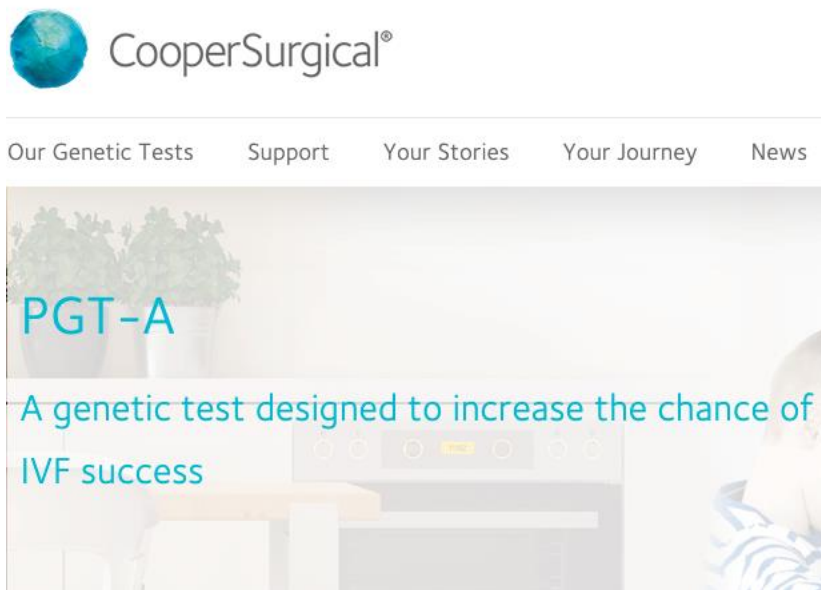 CooperSurgical®
Our Genetic Tests Support Your Stories Your Journey News
PGT-A
A genetic test designed to increase the chance of
IVF success